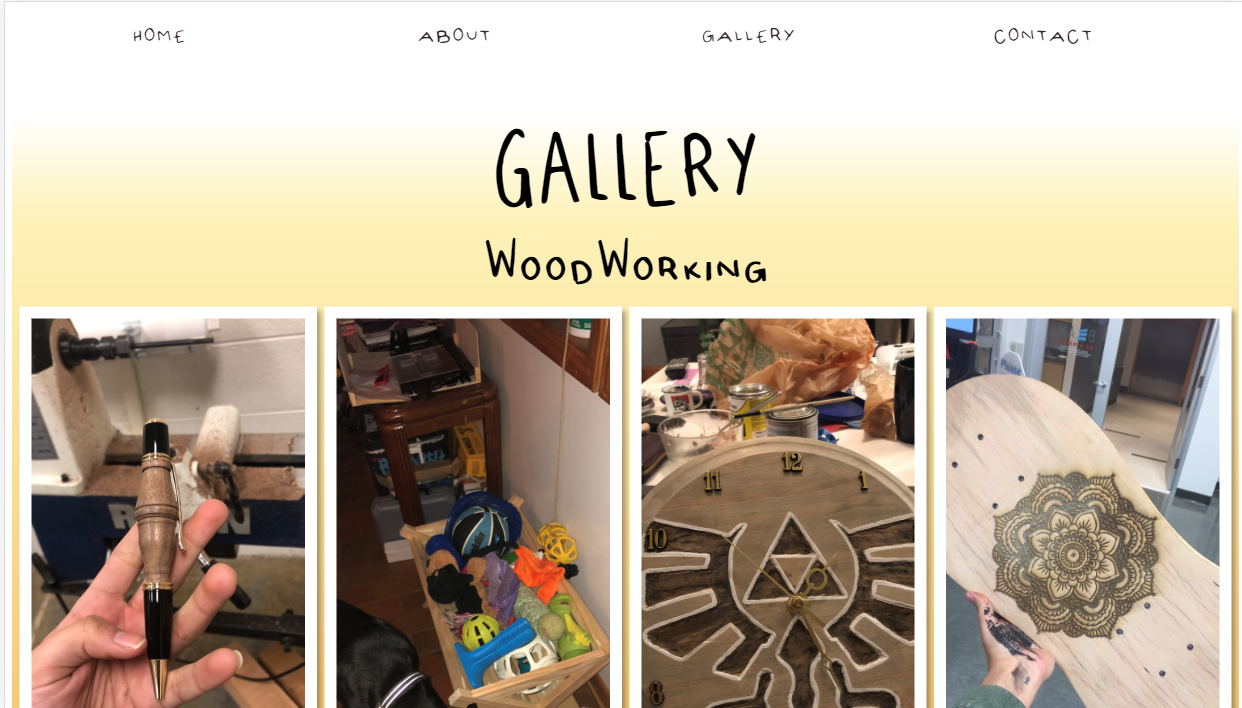 HOME ABOUT GALLERY CONTACT
GALLERY
WOODWORKING
12
11 1
10
8